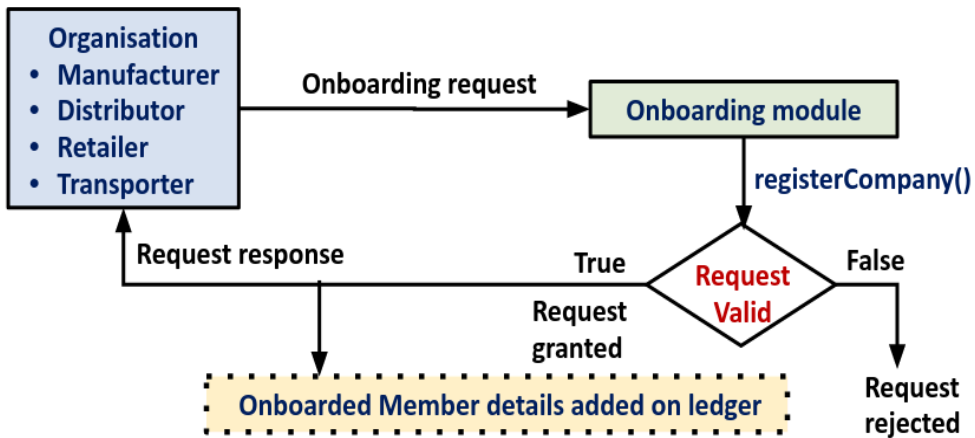 Organisation
• Manufacturer
• Distributor
• Retailer
• Transporter
Onboarding request
Onboarding module
registerCompany()
Request response
True
Request
Valid
False
Request
granted
Request
rejected
Onboarded Member details added on ledger